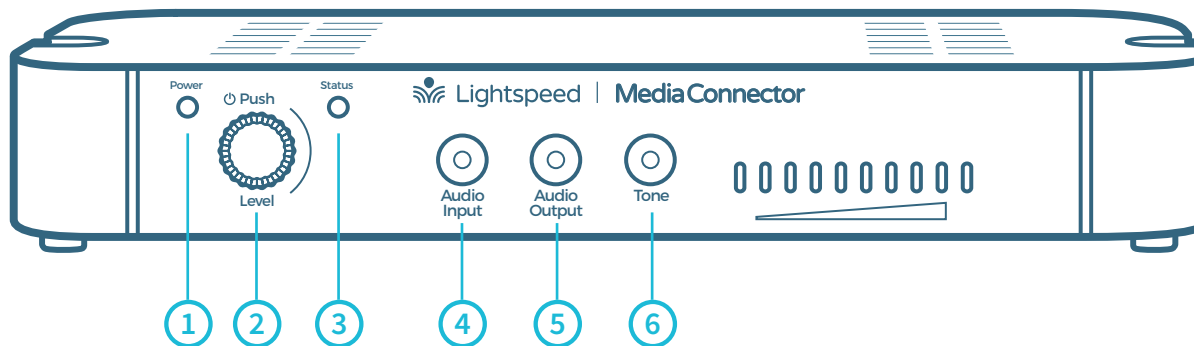 Power
Status
Push
Lightspeed | MediaConnector
Level
Audio
Input
Audio
Output
Tone
1
2
3
4
5
6